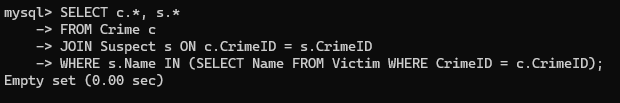 mysql> SELECT c.*, s.*
    -> FROM Crime c
    -> JOIN Suspect s ON c.CrimeID = s.CrimeID
    -> WHERE s.Name IN (SELECT Name FROM Victim WHERE CrimeID = c.CrimeID);
Empty set (0.00 sec)